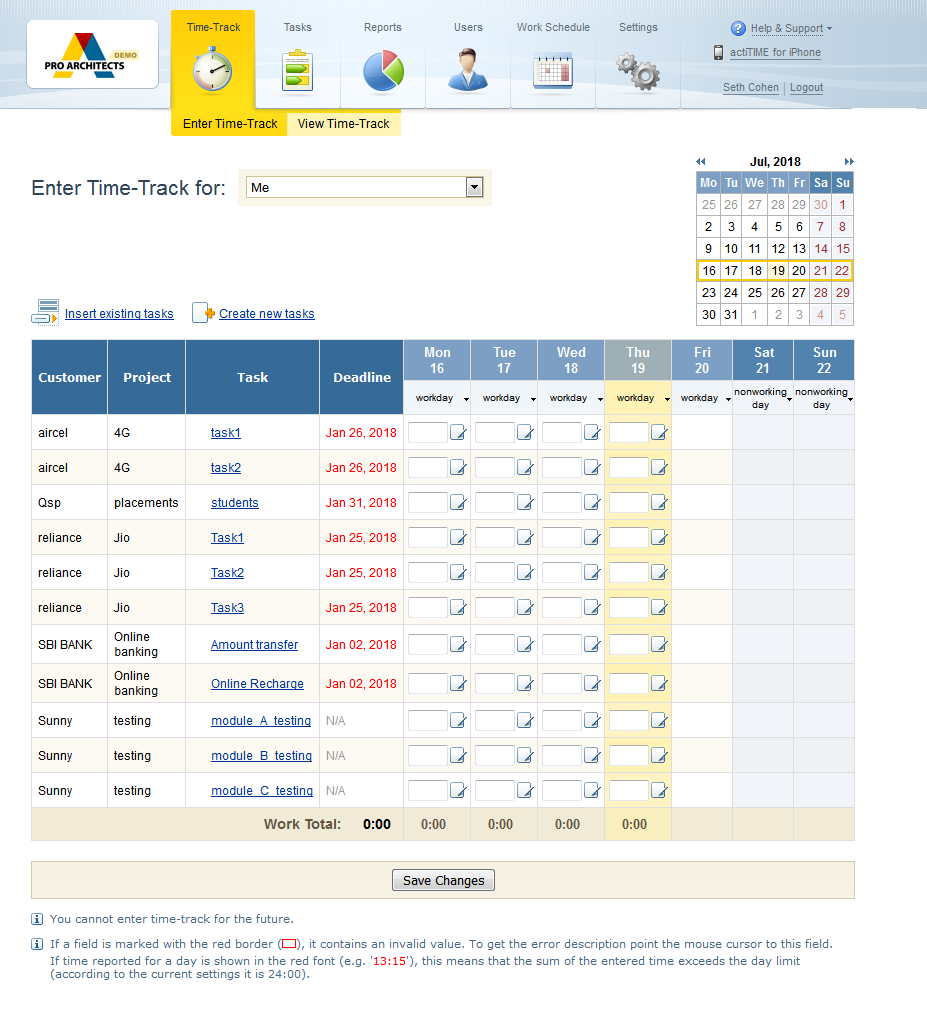 PRO ARCHITECTS DEMO
Time-Track Tasks Reports Users Work Schedule Settings
Help & Support
actiTIME for iPhone
Seth Cohen | Logout
Enter Time-Track View Time-Track
Enter Time-Track for: Me
Jul, 2018
Mo Tu We Th Fr Sa Su
25 26 27 28 29 30 1
2 3 4 5 6 7 8
9 10 11 12 13 14 15
16 17 18 19 20 21 22
23 24 25 26 27 28 29
30 31 1 2 3 4 5
Insert existing tasks Create new tasks
Customer Project Task Deadline Mon 16 Tue 17 Wed 18 Thu 19 Fri 20 Sat 21 Sun 22
workday workday workday workday workday nonworking day nonworking day
aircel 4G task1 Jan 26, 2018
aircel 4G task2 Jan 26, 2018
Qsp placements students Jan 31, 2018
reliance Jio Task1 Jan 25, 2018
reliance Jio Task2 Jan 25, 2018
reliance Jio Task3 Jan 25, 2018
SBI BANK Online banking Amount transfer Jan 02, 2018
SBI BANK Online banking Online Recharge Jan 02, 2018
Sunny testing module_A_testing N/A
Sunny testing module_B_testing N/A
Sunny testing module_C_testing N/A
Work Total: 0:00 0:00 0:00 0:00 0:00
Save Changes
You cannot enter time-track for the future.
If a field is marked with the red border ( ), it contains an invalid value. To get the error description point the mouse cursor to this field.
If time reported for a day is shown in the red font (e.g. '13:15'), this means that the sum of the entered time exceeds the day limit
(according to the current settings it is 24:00).